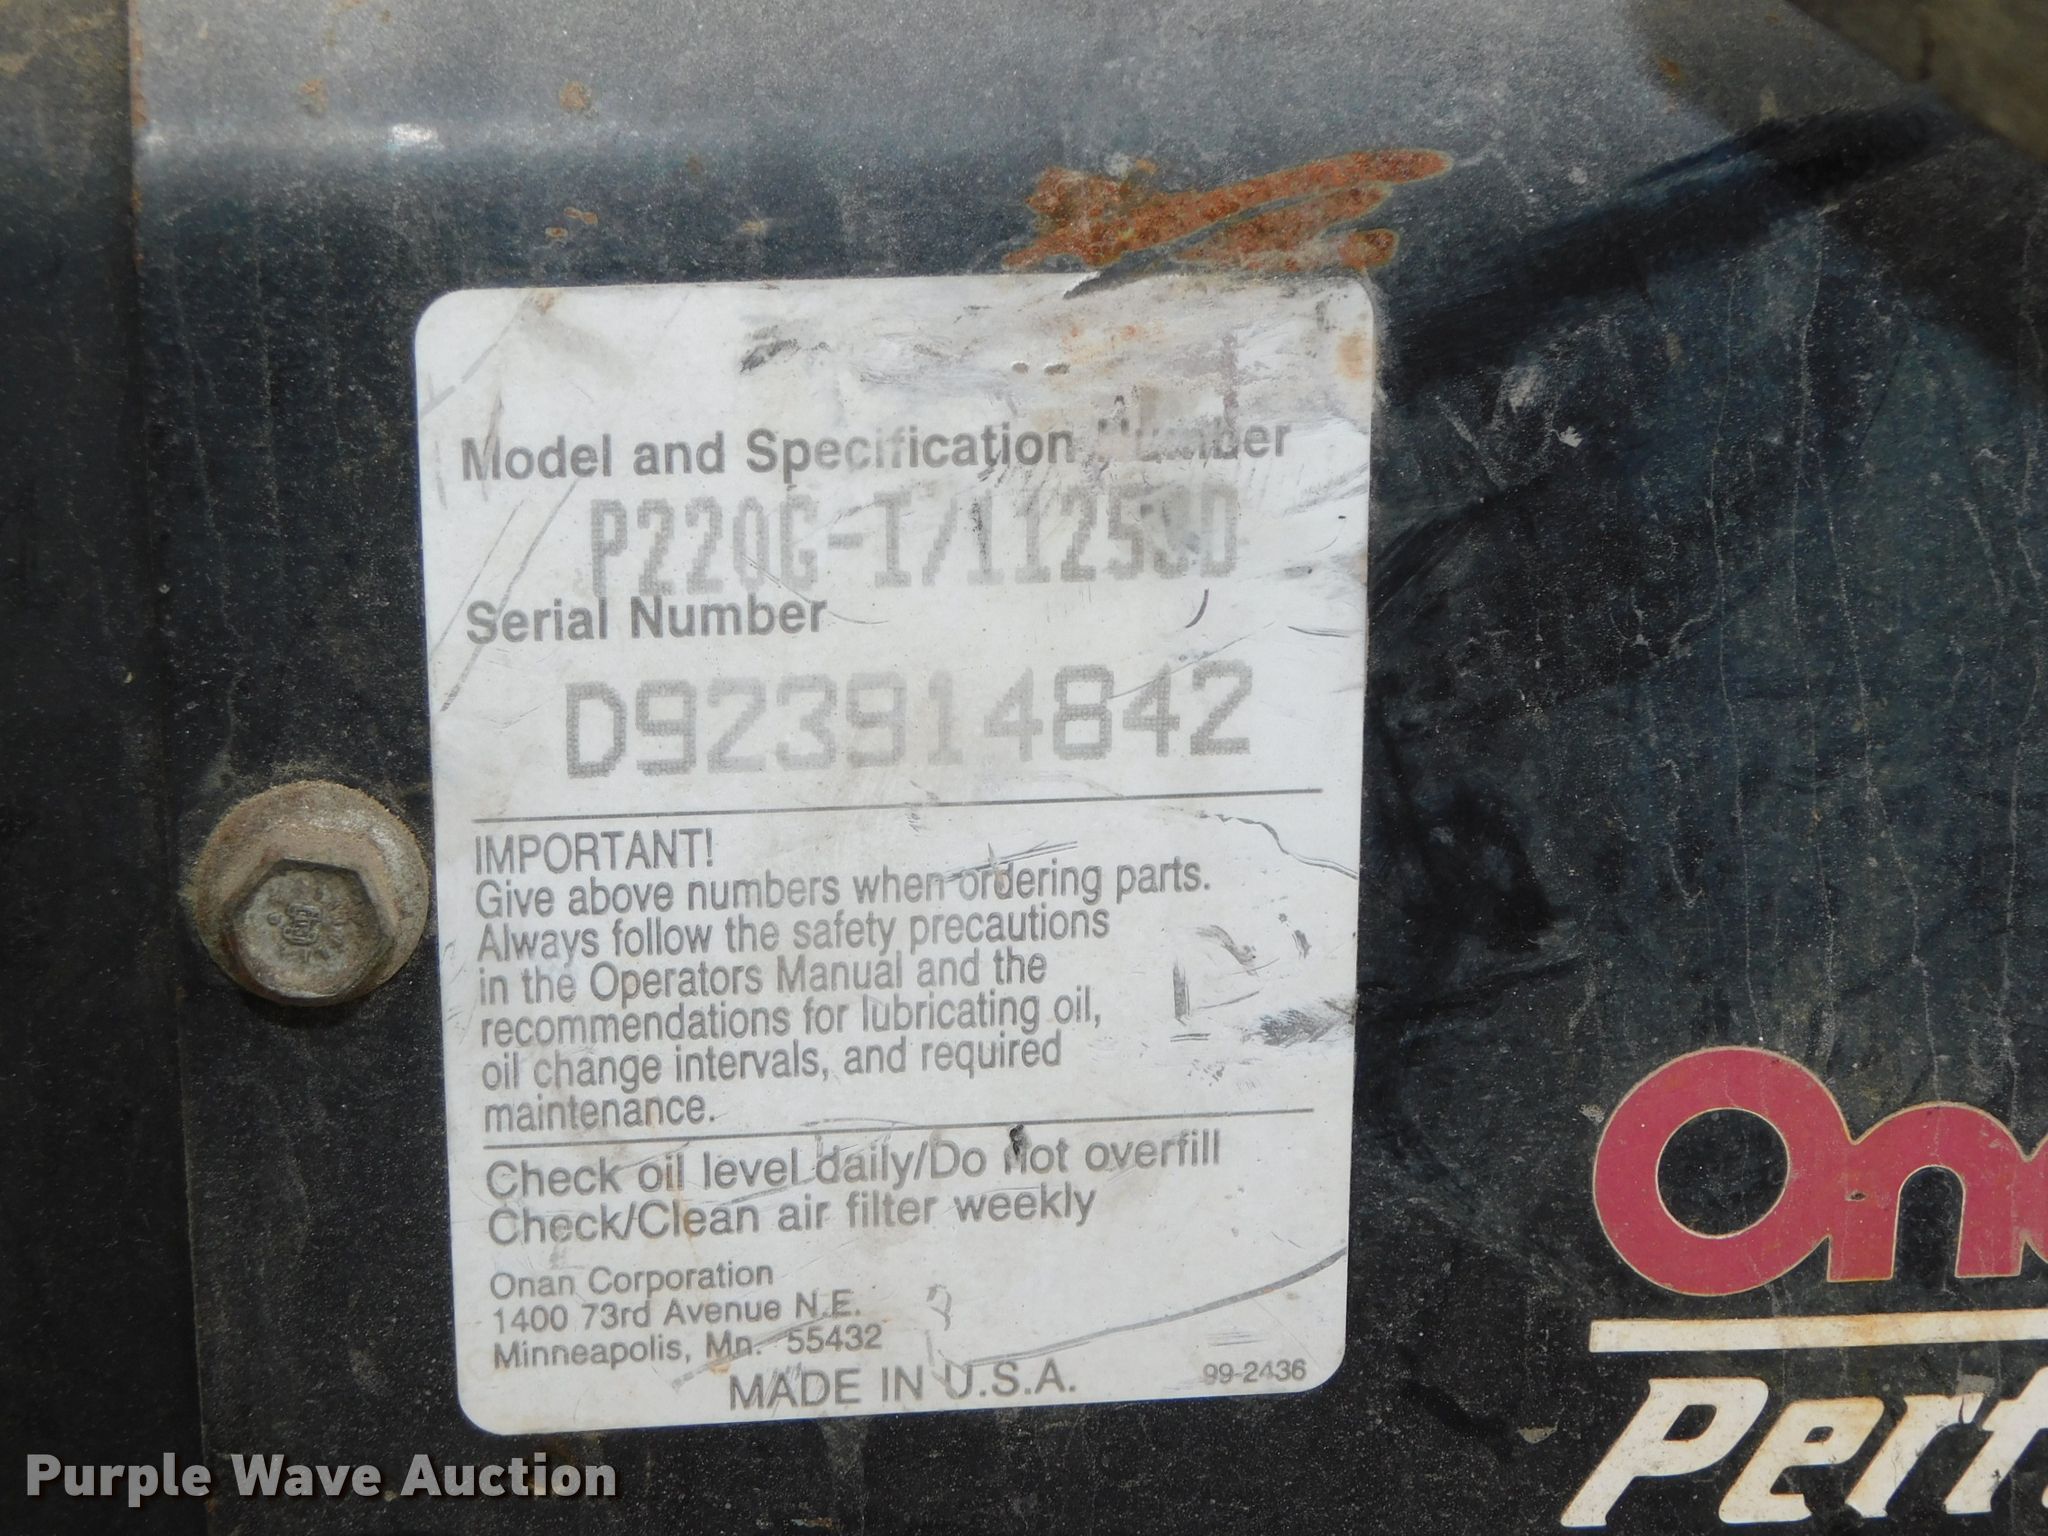 Model and Specification Number
Serial Number
D923914842
IMPORTANT!
Give above numbers when ordering parts.
Always follow the safety precautions
in the Operators Manual and the
recommendations for lubricating oil,
oil change intervals, and required
maintenance.
Check oil level daily/Do Not overfill
Check/Clean air filter weekly
Onan Corporation
1400 73rd Avenue N.E.
Minneapolis, Mn. 55432
MADE IN U.S.A.
99-2436
Purple Wave Auction